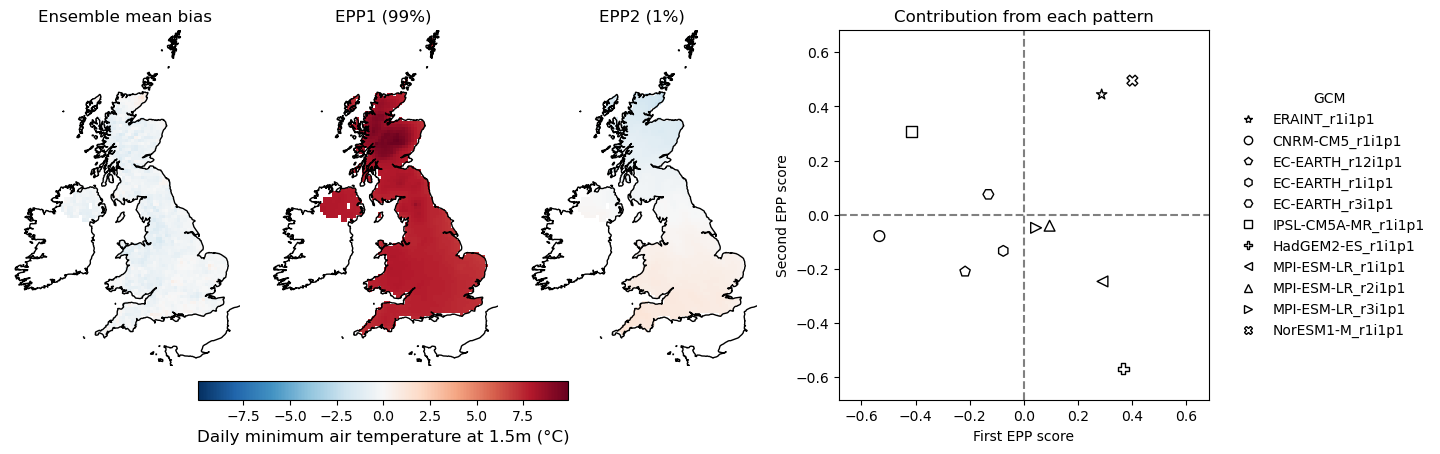 Ensemble mean bias
EPP1 (99%)
EPP2 (1%)
−7.5 −5.0 −2.5 0.0 2.5 5.0 7.5
Daily minimum air temperature at 1.5m (°C)
Contribution from each pattern
Second EPP score
0.6
0.4
0.2
0.0
−0.2
−0.4
−0.6
−0.6 −0.4 −0.2 0.0 0.2 0.4 0.6
First EPP score
GCM
ERAINT_r1i1p1
CNRM-CM5_r1i1p1
EC-EARTH_r12i1p1
EC-EARTH_r1i1p1
EC-EARTH_r3i1p1
IPSL-CM5A-MR_r1i1p1
HadGEM2-ES_r1i1p1
MPI-ESM-LR_r1i1p1
MPI-ESM-LR_r2i1p1
MPI-ESM-LR_r3i1p1
NorESM1-M_r1i1p1